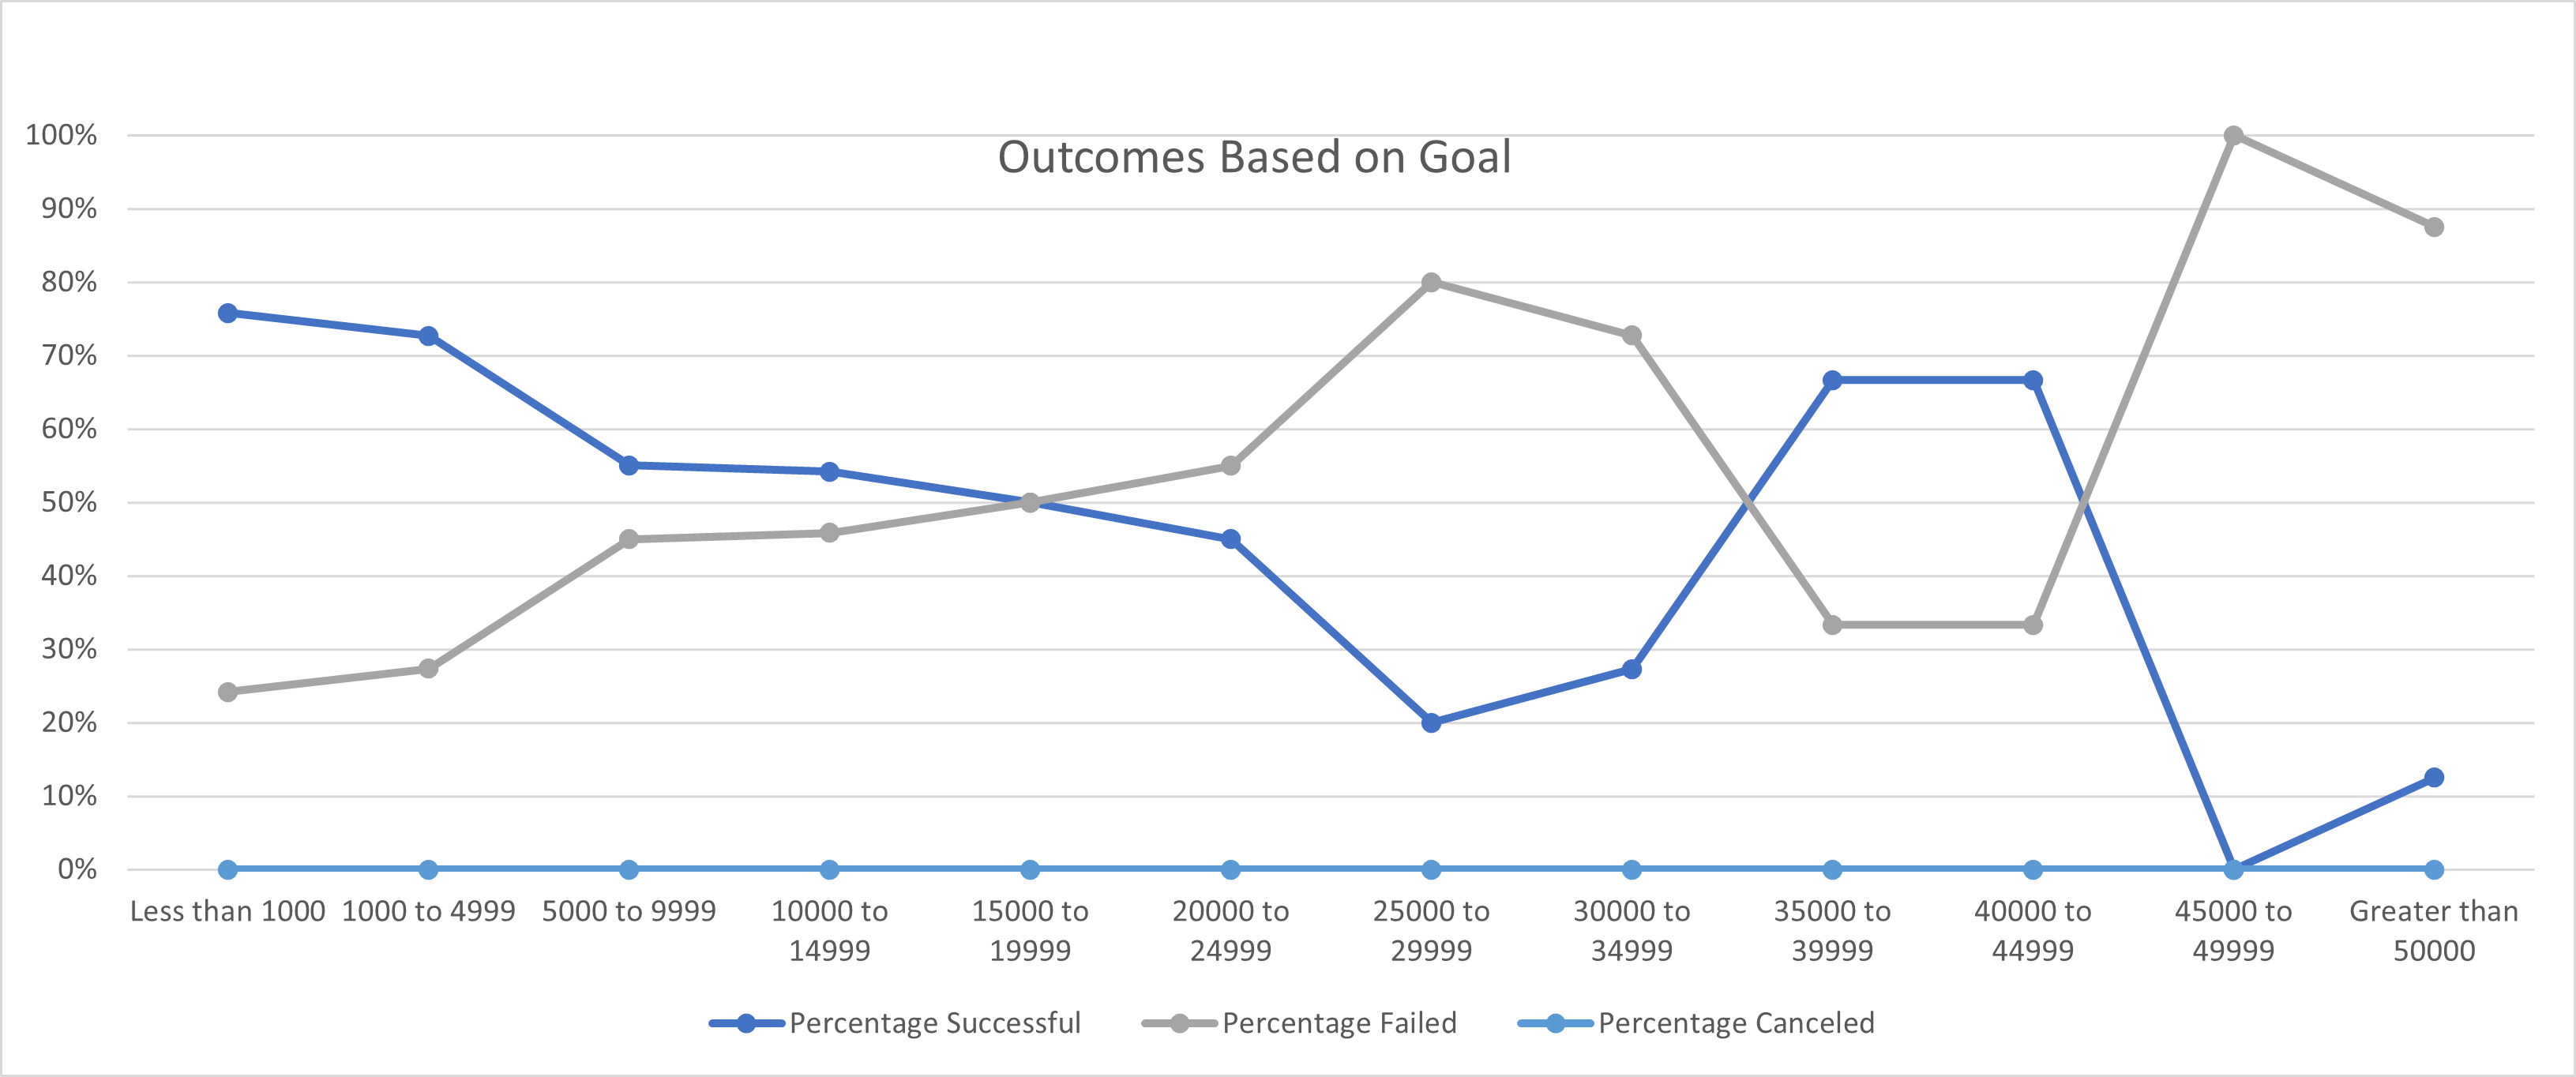 Outcomes Based on Goal
100%
90%
80%
70%
60%
50%
40%
30%
20%
10%
0%
Less than 1000
1000 to 4999
5000 to 9999
10000 to
14999
15000 to
19999
20000 to
24999
25000 to
29999
30000 to
34999
35000 to
39999
40000 to
44999
45000 to
49999
Greater than
50000
Percentage Successful
Percentage Failed
Percentage Canceled